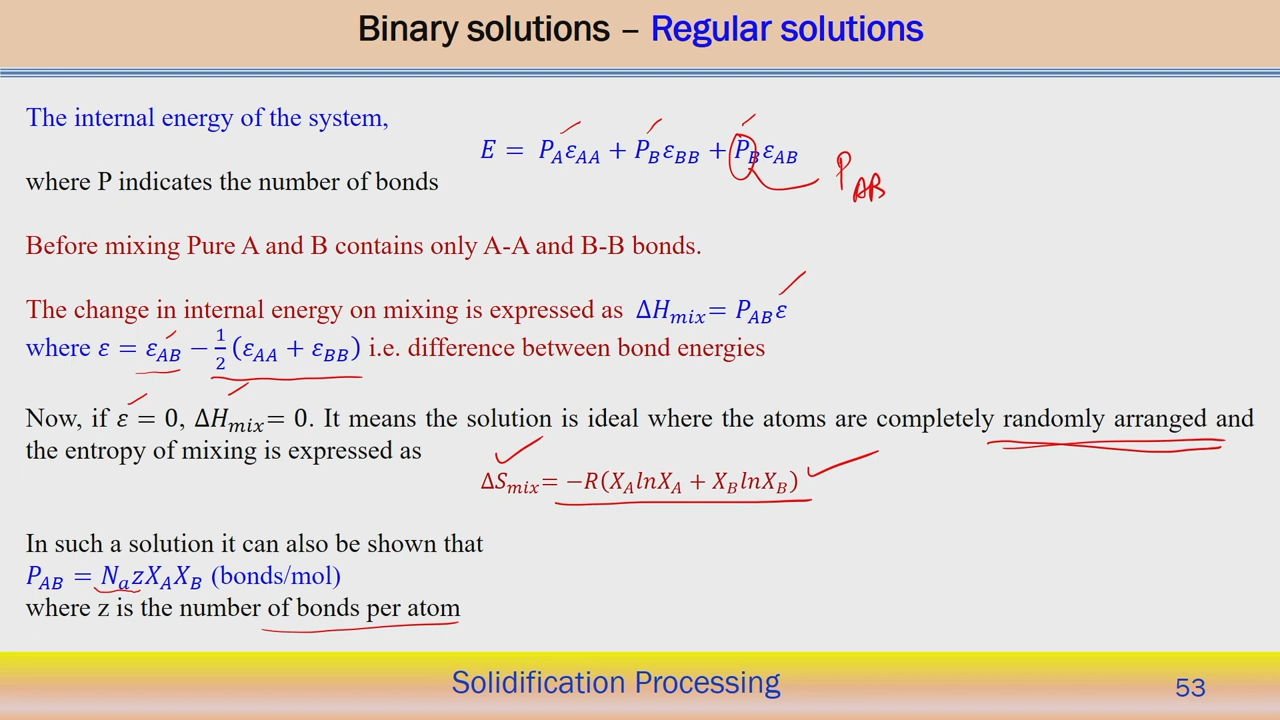 Binary solutions – Regular solutions
The internal energy of the system,
E = P_A ε_AA + P_B ε_BB + P_B ε_AB
P_AB
where P indicates the number of bonds
Before mixing Pure A and B contains only A-A and B-B bonds.
The change in internal energy on mixing is expressed as ΔH_mix = P_AB ε
where ε = ε_AB − 1/2 (ε_AA + ε_BB) i.e. difference between bond energies
Now, if ε = 0, ΔH_mix = 0. It means the solution is ideal where the atoms are completely randomly arranged and
the entropy of mixing is expressed as
ΔS_mix = −R(X_A lnX_A + X_B lnX_B)
In such a solution it can also be shown that
P_AB = N_a z X_A X_B (bonds/mol)
where z is the number of bonds per atom
Solidification Processing
53